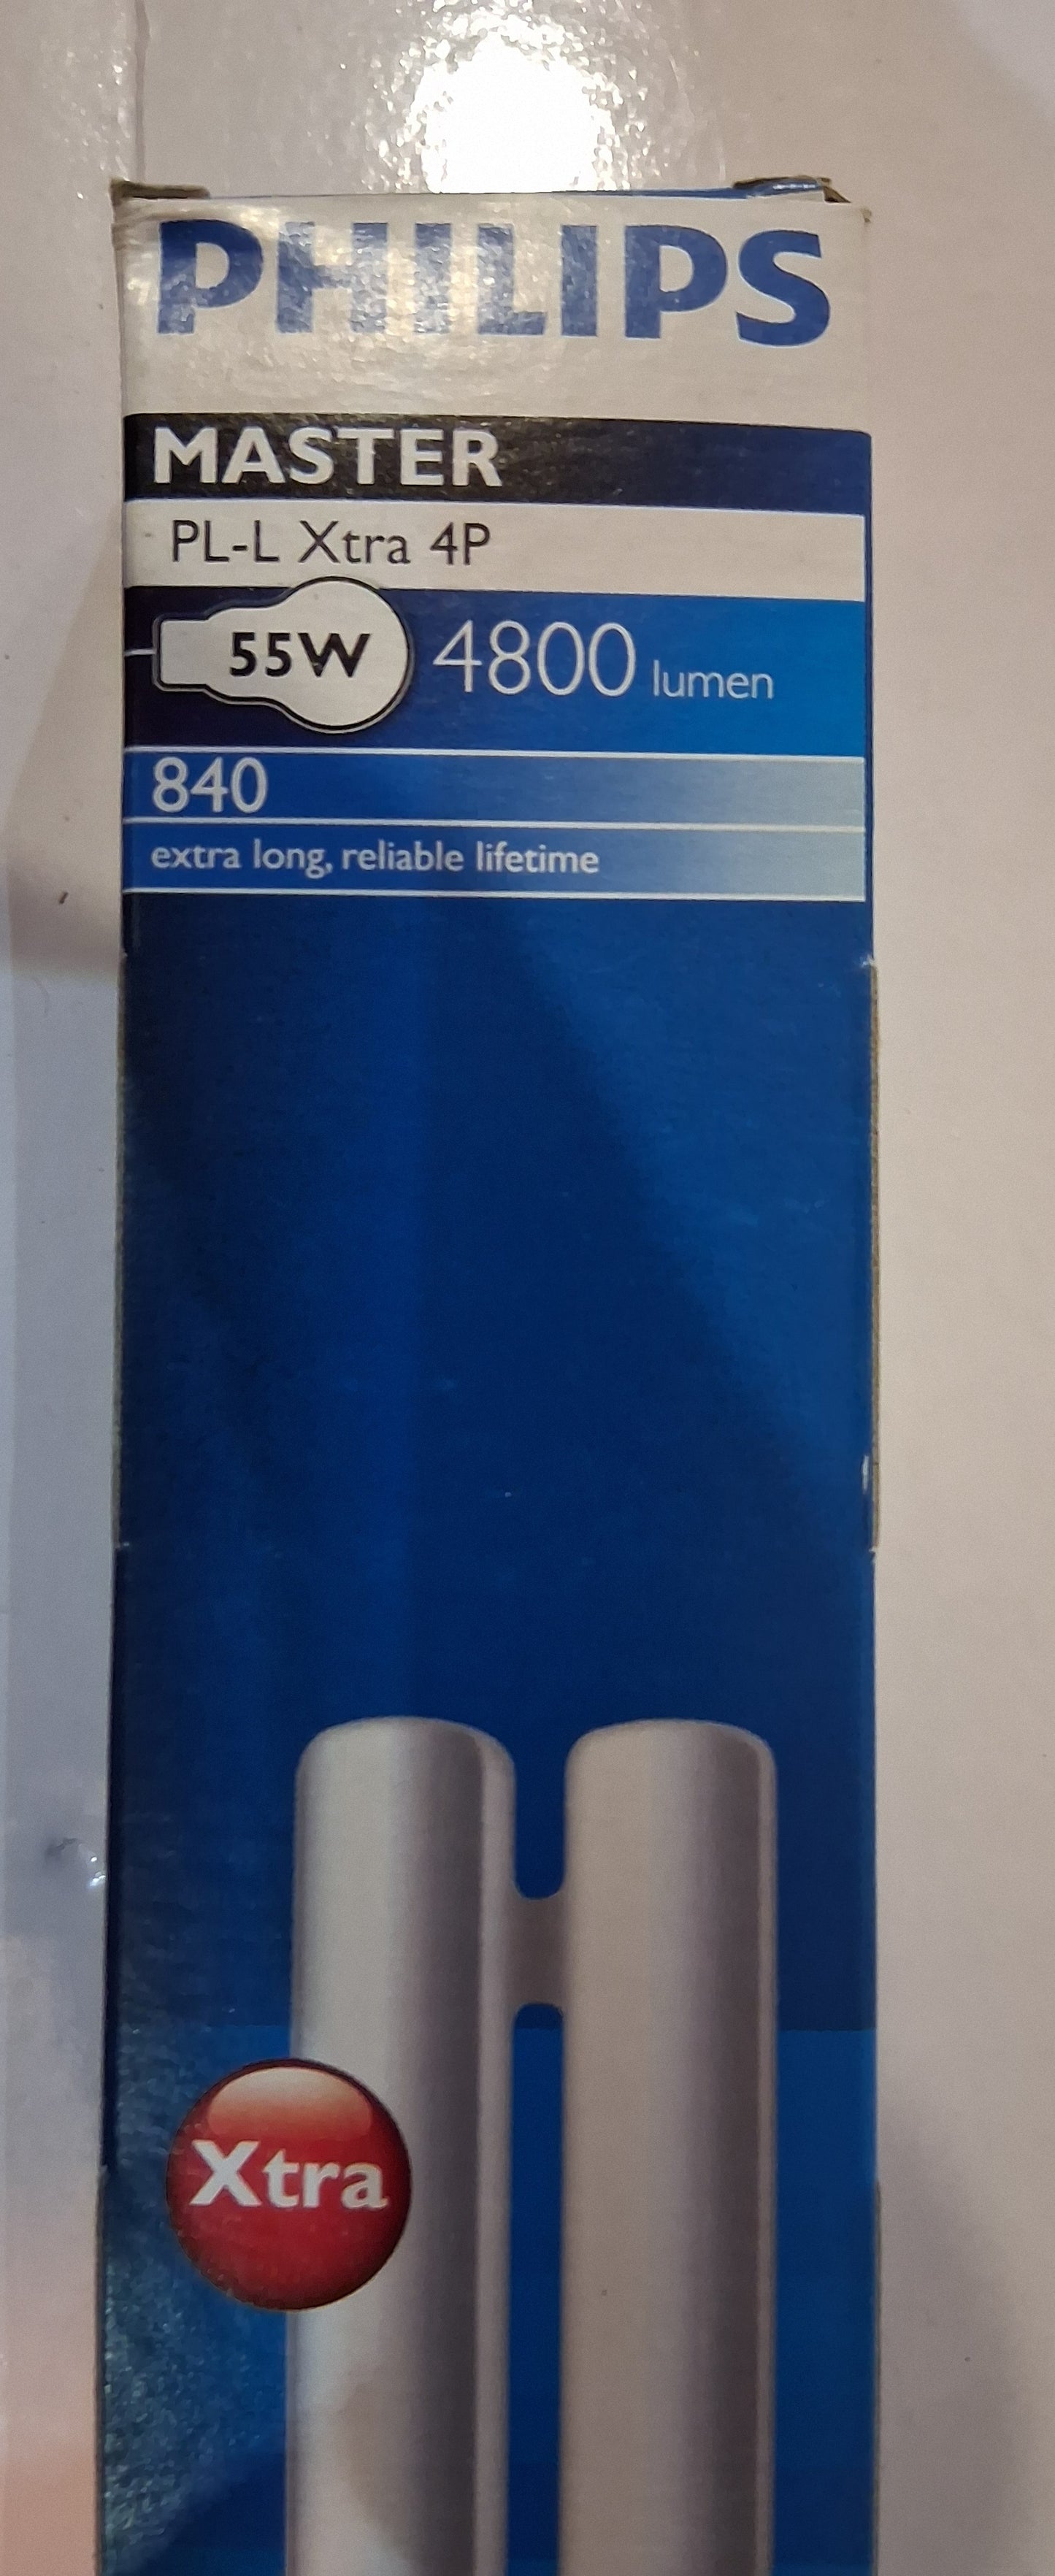 PHILIPS
MASTER
PL-L Xtra 4P
55W 4800 lumen
840
extra long, reliable lifetime
Xtra